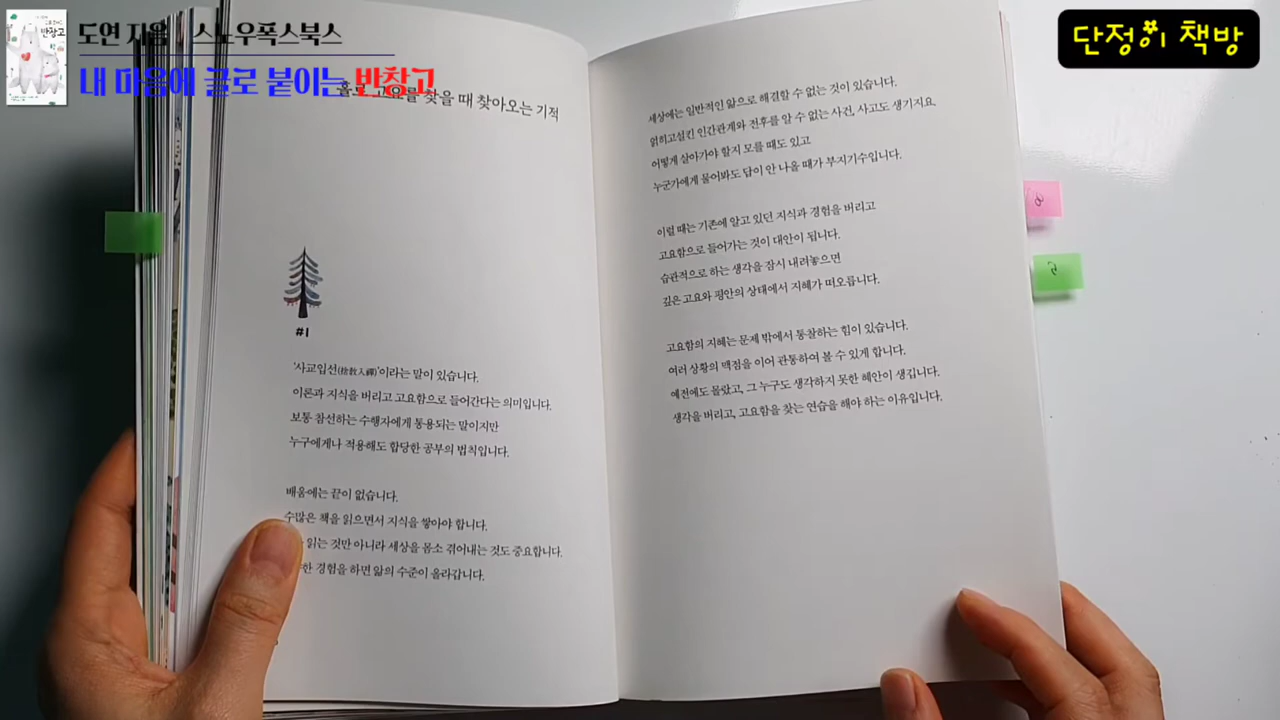 반창고
도연 지음 | 스노우폭스북스
내 마음에 글로 붙이는 반창고
단정이 책방
홀로 고요를 찾을 때 찾아오는 기적
#1
'사교입선(捨敎入禪)'이라는 말이 있습니다.
이론과 지식을 버리고 고요함으로 들어간다는 의미입니다.
보통 참선하는 수행자에게 통용되는 말이지만
누구에게나 적용해도 합당한 공부의 법칙입니다.
배움에는 끝이 없습니다.
수많은 책을 읽으면서 지식을 쌓아야 합니다.
읽는 것만 아니라 세상을 몸소 겪어내는 것도 중요합니다.
한 경험을 하면 앎의 수준이 올라갑니다.
세상에는 일반적인 앎으로 해결할 수 없는 것이 있습니다.
얽히고설킨 인간관계와 전후를 알 수 없는 사건, 사고도 생기지요.
어떻게 살아가야 할지 모를 때도 있고
누군가에게 물어봐도 답이 안 나올 때가 부지기수입니다.
이럴 때는 기존에 알고 있던 지식과 경험을 버리고
고요함으로 들어가는 것이 대안이 됩니다.
습관적으로 하는 생각을 잠시 내려놓으면
깊은 고요와 평안의 상태에서 지혜가 떠오릅니다.
고요함의 지혜는 문제 밖에서 통찰하는 힘이 있습니다.
여러 상황의 맥점을 이어 관통하여 볼 수 있게 합니다.
예전에도 몰랐고, 그 누구도 생각하지 못한 혜안이 생깁니다.
생각을 버리고, 고요함을 찾는 연습을 해야 하는 이유입니다.